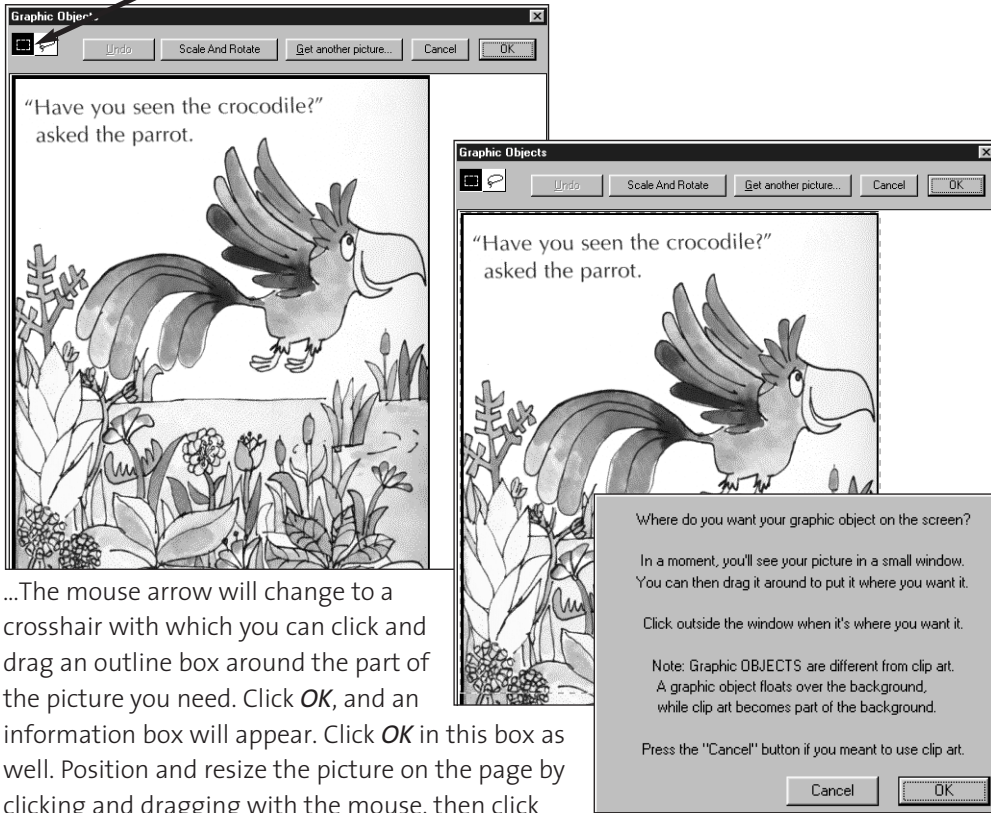 Graphic Objects
Undo
Scale And Rotate
Get another picture...
Cancel
OK
“Have you seen the crocodile?”
asked the parrot.
Graphic Objects
Undo
Scale And Rotate
Get another picture...
Cancel
OK
“Have you seen the crocodile?”
asked the parrot.
Where do you want your graphic object on the screen?
In a moment, you'll see your picture in a small window.
You can then drag it around to put it where you want it.
Click outside the window when it's where you want it.
Note: Graphic OBJECTS are different from clip art.
A graphic object floats over the background,
while clip art becomes part of the background.
Press the "Cancel" button if you meant to use clip art.
Cancel
OK
...The mouse arrow will change to a
crosshair with which you can click and
drag an outline box around the part of
the picture you need. Click OK, and an
information box will appear. Click OK in this box as
well. Position and resize the picture on the page by
clicking and dragging with the mouse, then click